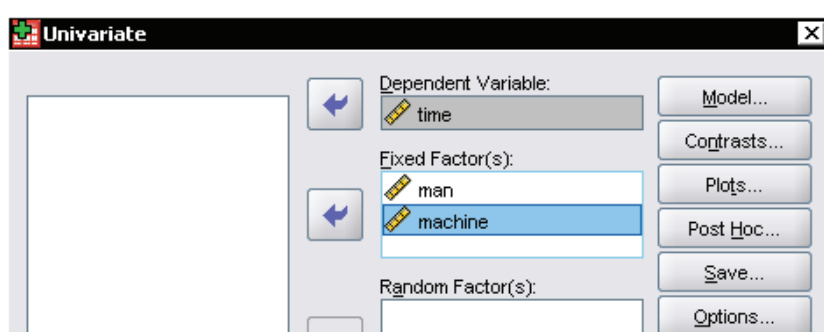 Univariate
Dependent Variable:
time
Fixed Factor(s):
man
machine
Random Factor(s):
Model...
Contrasts...
Plots...
Post Hoc...
Save...
Options...